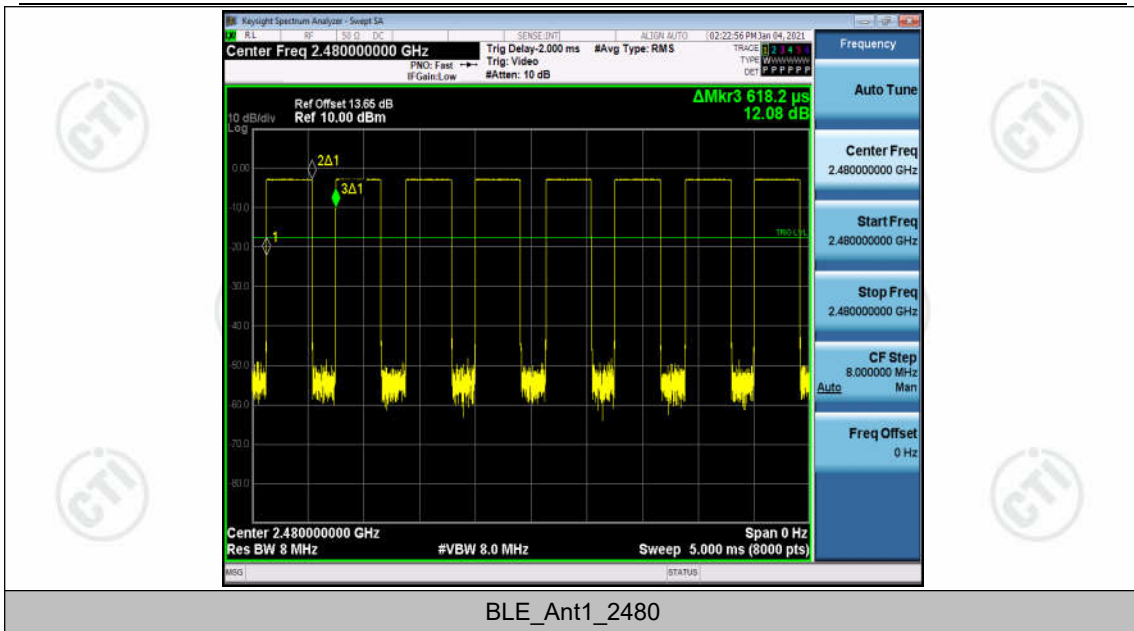 Keysight Spectrum Analyzer - Swept SA
RL RF 50 Ω DC SENSE:INT ALIGN AUTO 02:22:56 PM Jan 04, 2021
Center Freq 2.480000000 GHz
PNO: Fast
IFGain:Low
Trig Delay-2.000 ms
Trig: Video
#Atten: 10 dB
#Avg Type: RMS
TRACE 1 2 3 4 5 6
TYPE WWWWWW
DET P P P P P P
Frequency
Ref Offset 13.65 dB
10 dB/div Ref 10.00 dBm
Log
ΔMkr3 618.2 µs
12.08 dB
0.00
-10.0
-20.0
-30.0
-40.0
-50.0
-60.0
-70.0
-80.0
2Δ1
3Δ1
1
TRIG LVL
Center 2.480000000 GHz Span 0 Hz
Res BW 8 MHz #VBW 8.0 MHz Sweep 5.000 ms (8000 pts)
MSG STATUS
Auto Tune
Center Freq
2.480000000 GHz
Start Freq
2.480000000 GHz
Stop Freq
2.480000000 GHz
CF Step
8.000000 MHz
Auto Man
Freq Offset
0 Hz
CTI
CTI
CTI
CTI
BLE_Ant1_2480